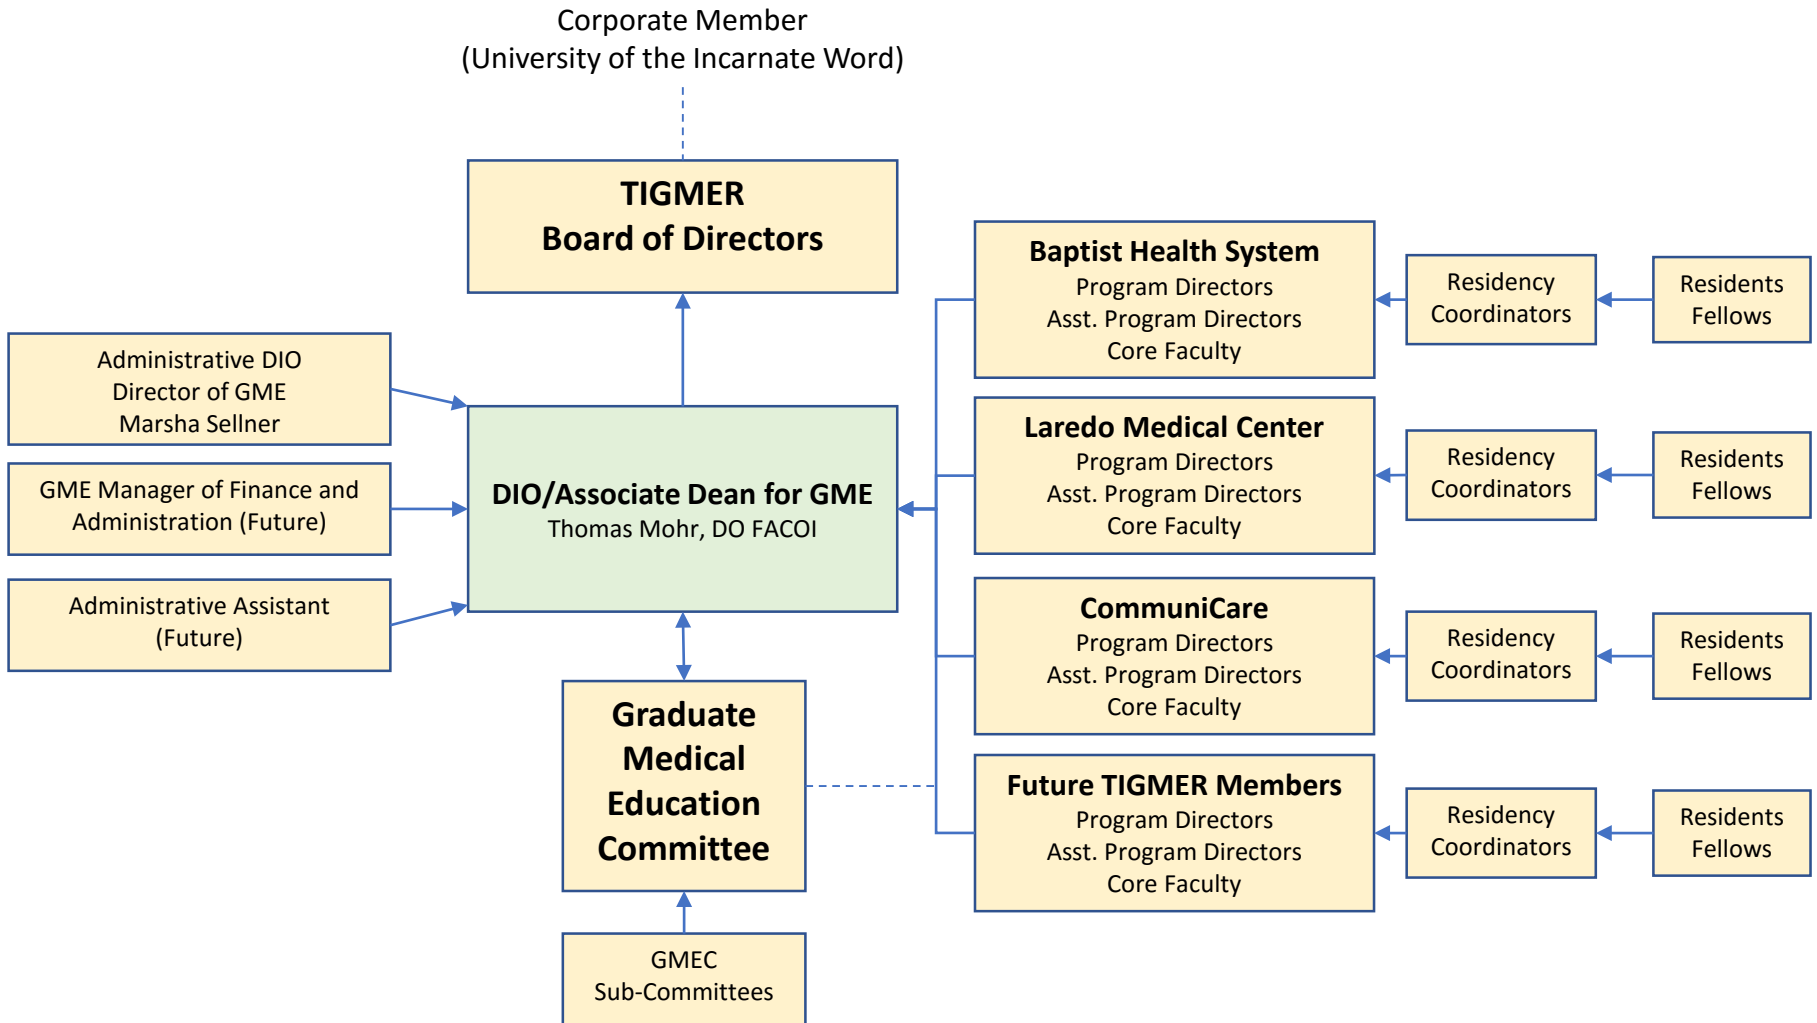 Corporate Member
(University of the Incarnate Word)
TIGMER
Board of Directors
Administrative DIO
Director of GME
Marsha Sellner
GME Manager of Finance and
Administration (Future)
Administrative Assistant
(Future)
DIO/Associate Dean for GME
Thomas Mohr, DO FACOI
Graduate
Medical
Education
Committee
GMEC
Sub-Committees
Baptist Health System
Program Directors
Asst. Program Directors
Core Faculty
Residency
Coordinators
Residents
Fellows
Laredo Medical Center
Program Directors
Asst. Program Directors
Core Faculty
Residency
Coordinators
Residents
Fellows
CommuniCare
Program Directors
Asst. Program Directors
Core Faculty
Residency
Coordinators
Residents
Fellows
Future TIGMER Members
Program Directors
Asst. Program Directors
Core Faculty
Residency
Coordinators
Residents
Fellows